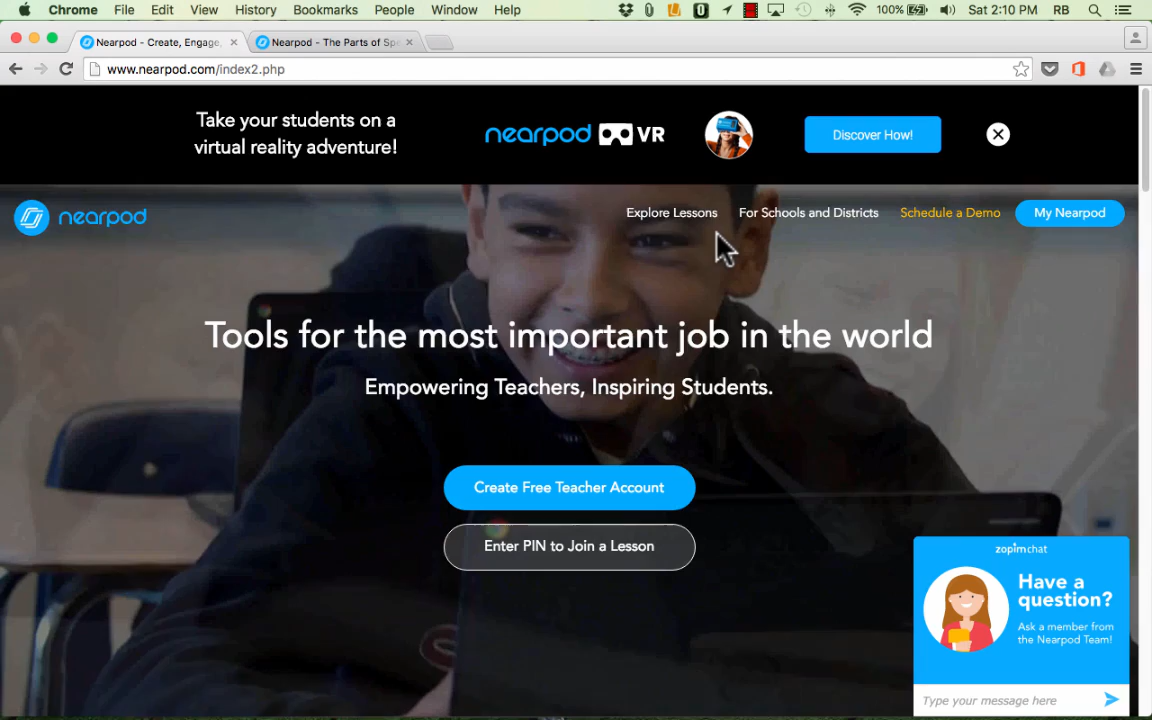 Chrome File Edit View History Bookmarks People Window Help 100% Sat 2:10 PM RB
Nearpod - Create, Engage, Nearpod - The Parts of Spe
www.nearpod.com/index2.php
Take your students on a
virtual reality adventure!
nearpod VR
Discover How!
nearpod
Explore Lessons For Schools and Districts Schedule a Demo My Nearpod
Tools for the most important job in the world
Empowering Teachers, Inspiring Students.
Create Free Teacher Account
Enter PIN to Join a Lesson
zopim chat
Have a
question?
Ask a member from
the Nearpod Team!
Type your message here